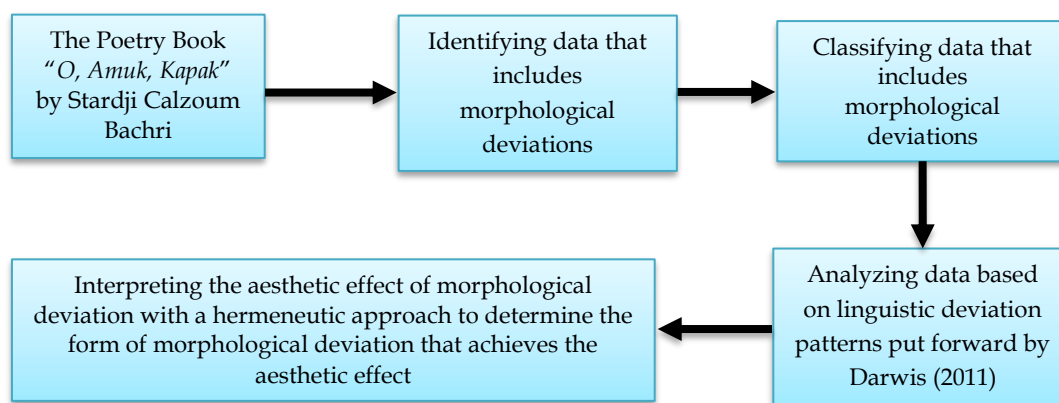 The Poetry Book
“O, Amuk, Kapak”
by Stardji Calzoum
Bachri
Identifying data that
includes
morphological
deviations
Classifying data that
includes
morphological
deviations
Analyzing data based
on linguistic deviation
patterns put forward by
Darwis (2011)
Interpreting the aesthetic effect of morphological
deviation with a hermeneutic approach to determine the
form of morphological deviation that achieves the
aesthetic effect